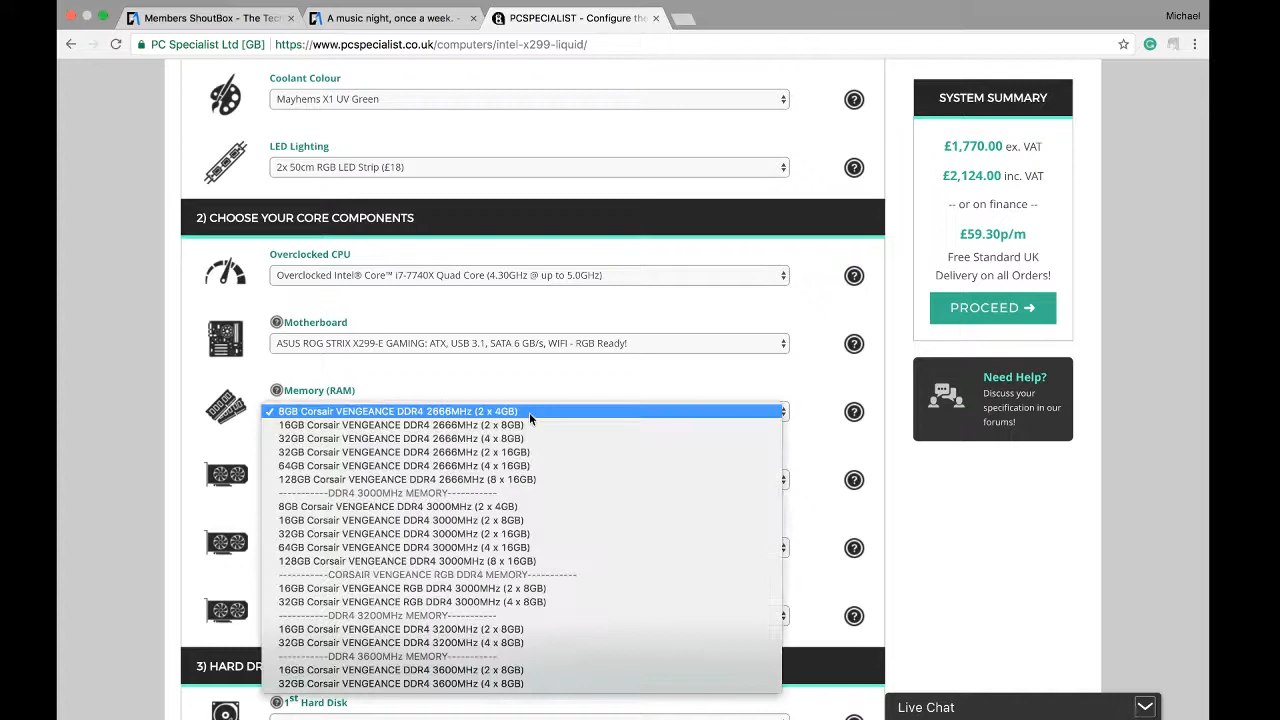 Members ShoutBox - The Tec
A music night, once a week. -
PCSPECIALIST - Configure the
Michael
PC Specialist Ltd [GB]
https://www.pcspecialist.co.uk/computers/intel-x299-liquid/
Coolant Colour
Mayhems X1 UV Green
LED Lighting
2x 50cm RGB LED Strip (£18)
2) CHOOSE YOUR CORE COMPONENTS
Overclocked CPU
Overclocked Intel® Core™ i7-7740X Quad Core (4.30GHz @ up to 5.0GHz)
Motherboard
ASUS ROG STRIX X299-E GAMING: ATX, USB 3.1, SATA 6 GB/s, WIFI - RGB Ready!
Memory (RAM)
8GB Corsair VENGEANCE DDR4 2666MHz (2 x 4GB)
16GB Corsair VENGEANCE DDR4 2666MHz (2 x 8GB)
32GB Corsair VENGEANCE DDR4 2666MHz (4 x 8GB)
32GB Corsair VENGEANCE DDR4 2666MHz (2 x 16GB)
64GB Corsair VENGEANCE DDR4 2666MHz (4 x 16GB)
128GB Corsair VENGEANCE DDR4 2666MHz (8 x 16GB)
-----------DDR4 3000MHz MEMORY-----------
8GB Corsair VENGEANCE DDR4 3000MHz (2 x 4GB)
16GB Corsair VENGEANCE DDR4 3000MHz (2 x 8GB)
32GB Corsair VENGEANCE DDR4 3000MHz (2 x 16GB)
64GB Corsair VENGEANCE DDR4 3000MHz (4 x 16GB)
128GB Corsair VENGEANCE DDR4 3000MHz (8 x 16GB)
-----------CORSAIR VENGEANCE RGB DDR4 MEMORY-----------
16GB Corsair VENGEANCE RGB DDR4 3000MHz (2 x 8GB)
32GB Corsair VENGEANCE RGB DDR4 3000MHz (4 x 8GB)
-----------DDR4 3200MHz MEMORY-----------
16GB Corsair VENGEANCE DDR4 3200MHz (2 x 8GB)
32GB Corsair VENGEANCE DDR4 3200MHz (4 x 8GB)
-----------DDR4 3600MHz MEMORY-----------
16GB Corsair VENGEANCE DDR4 3600MHz (2 x 8GB)
32GB Corsair VENGEANCE DDR4 3600MHz (4 x 8GB)
3) HARD DR
1st Hard Disk
SYSTEM SUMMARY
£1,770.00 ex. VAT
£2,124.00 inc. VAT
-- or on finance --
£59.30p/m
Free Standard UK
Delivery on all Orders!
PROCEED ➜
Need Help?
Discuss your
specification in our
forums!
Live Chat